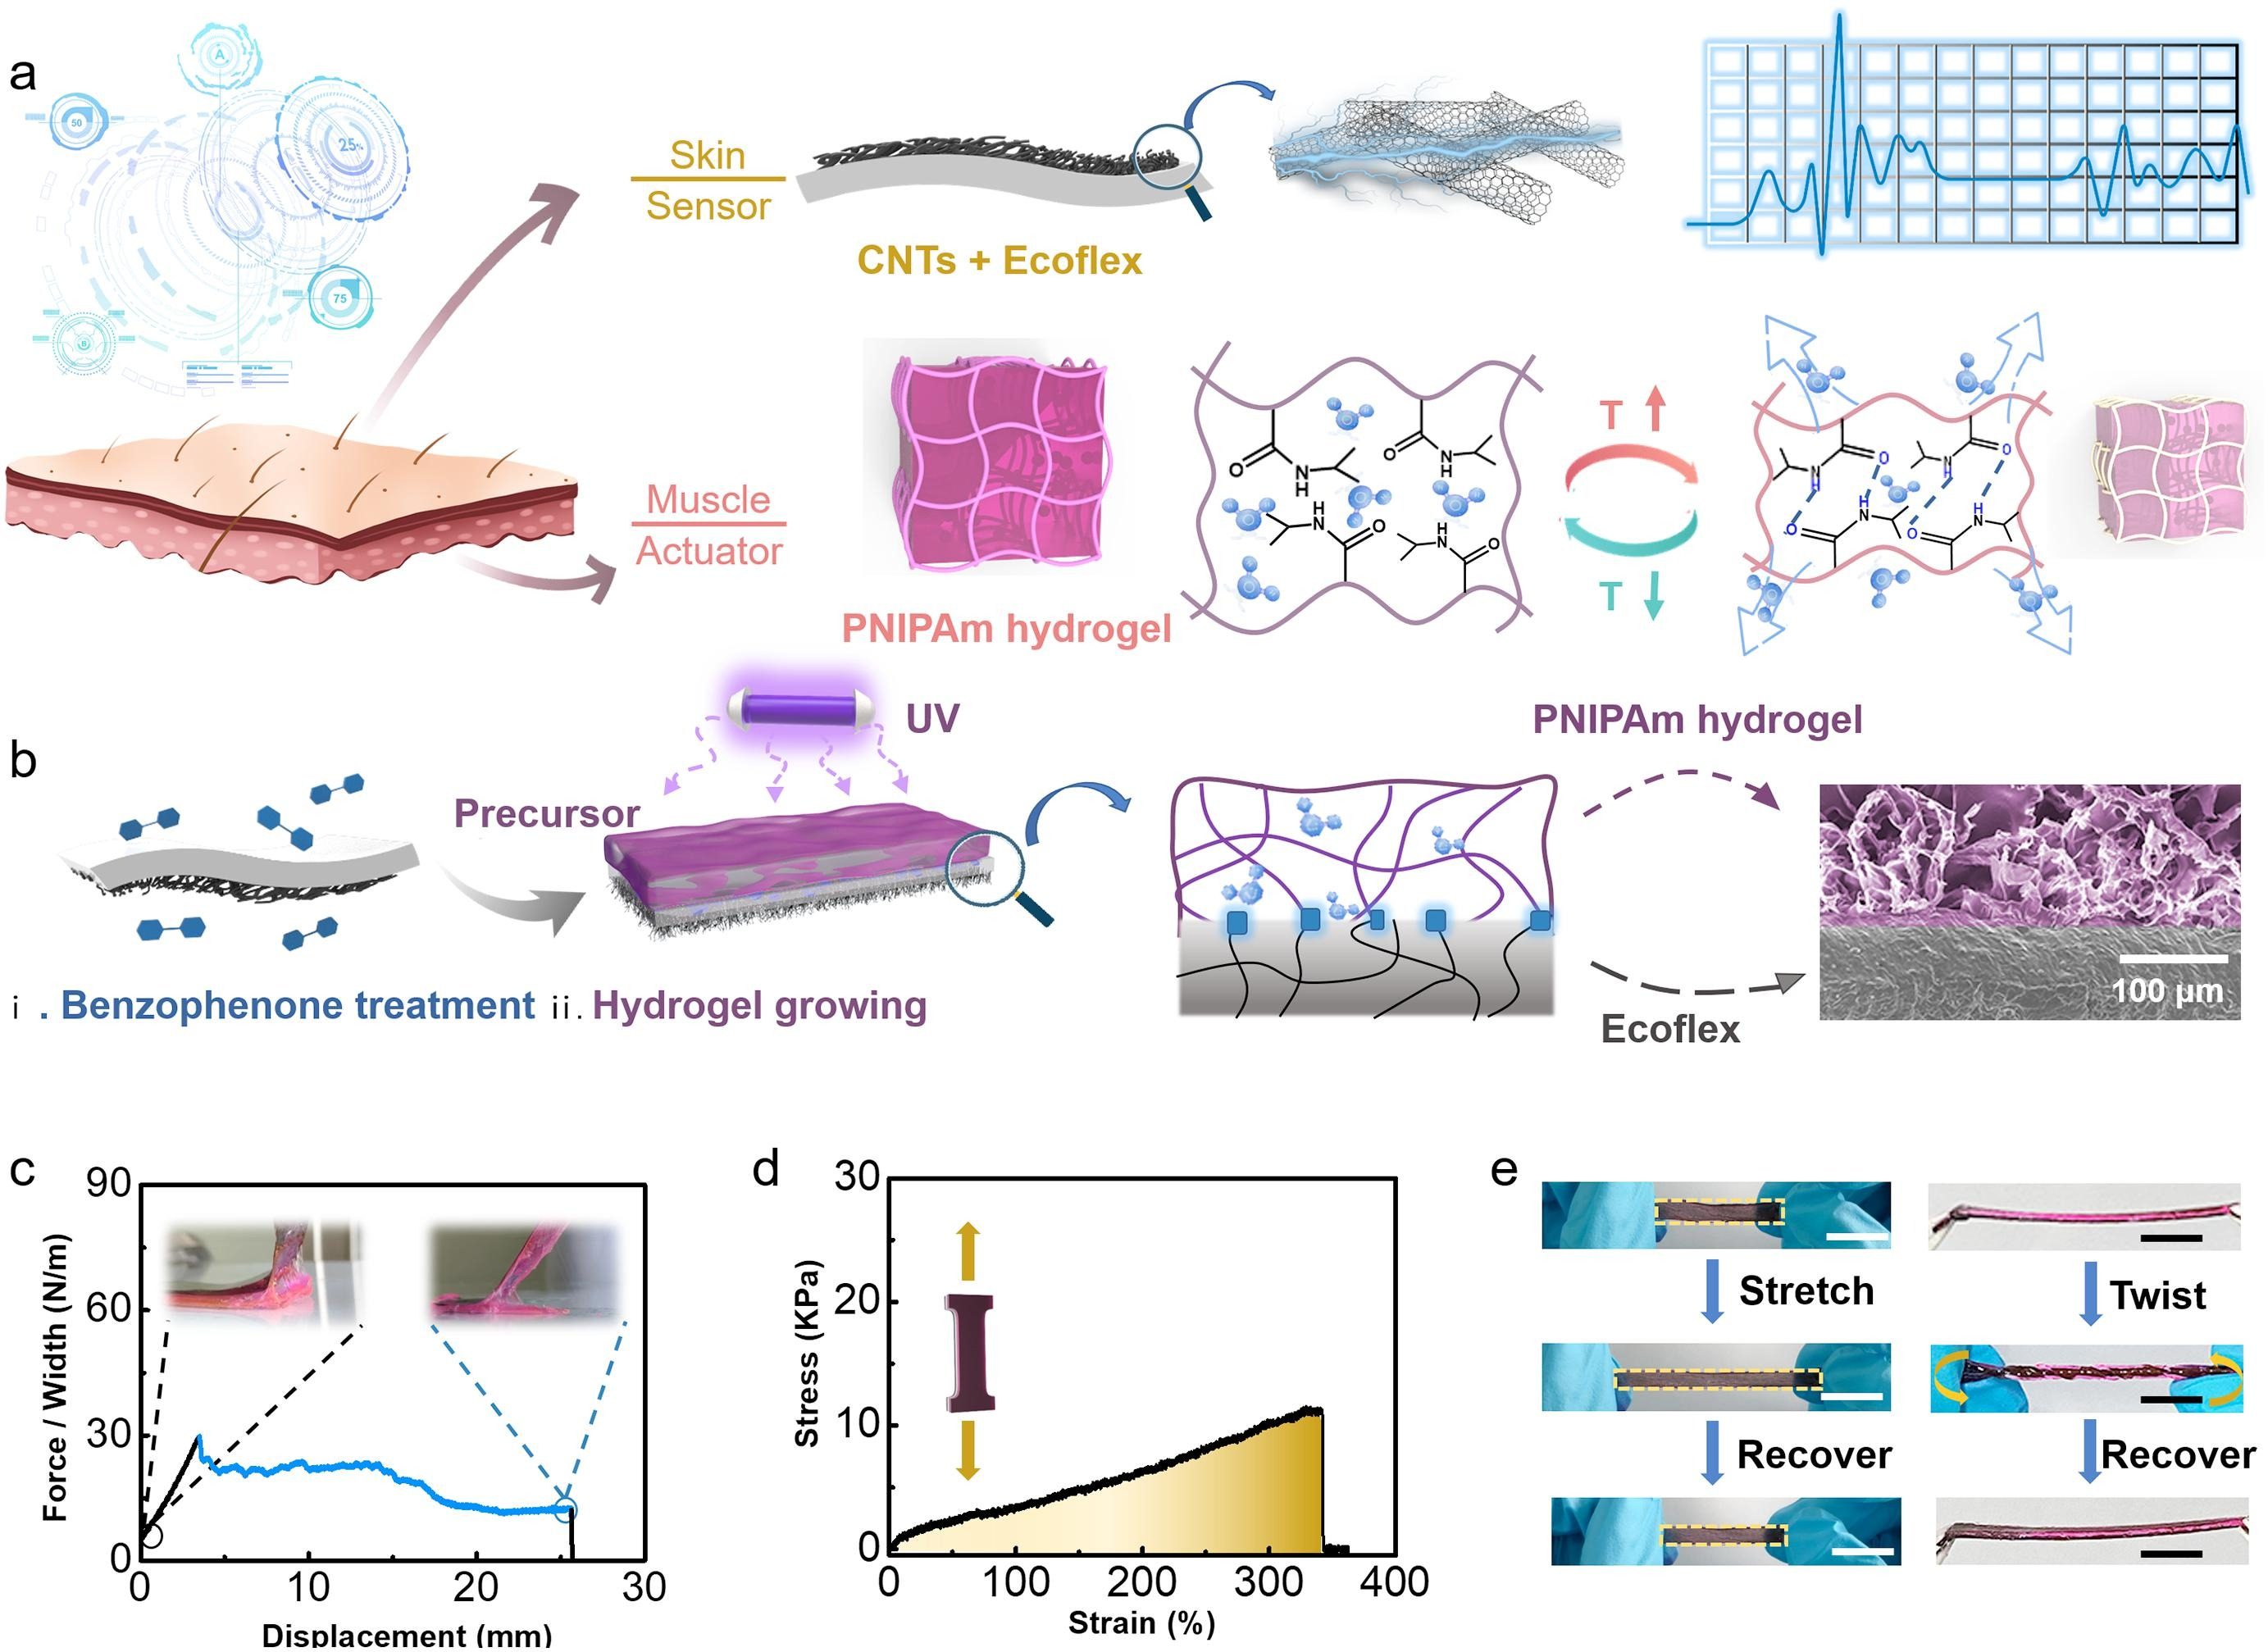 a
A
50
25%
75
B
Skin
Sensor
CNTs + Ecoflex
Muscle
Actuator
PNIPAm hydrogel
O
N
H
O
N
H
N
H
O
N
H
O
T
T
N
H
O
N
H
O
O
H
N
O
H
N
b
UV
Precursor
PNIPAm hydrogel
Ecoflex
100 μm
i . Benzophenone treatment
ii. Hydrogel growing
c
90
60
30
0
0 10 20 30
Force / Width (N/m)
Displacement (mm)
d
30
20
10
0
0 100 200 300 400
Stress (KPa)
Strain (%)
e
Stretch
Twist
Recover
Recover